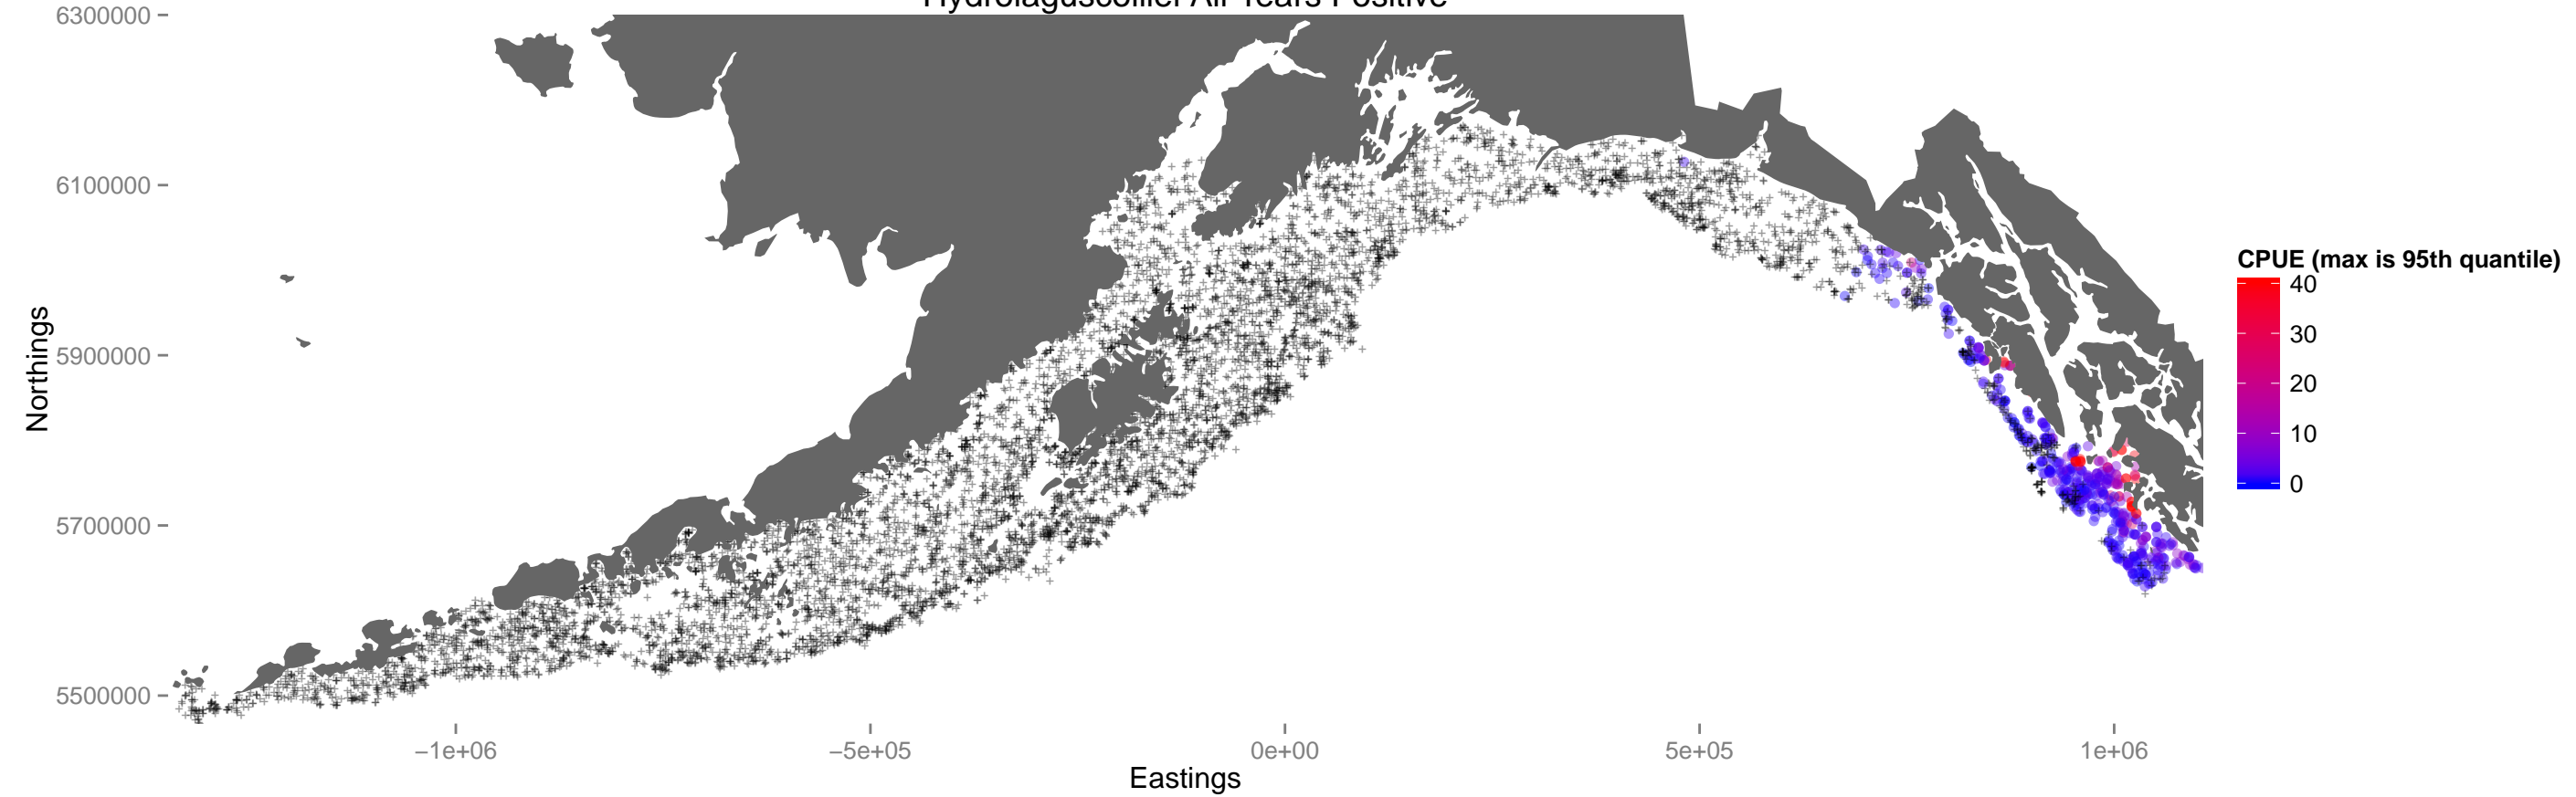 Hydrolaguscolliei All Years Positive
6300000
6100000
5900000
5700000
5500000
Northings
−1e+06
−5e+05
0e+00
5e+05
1e+06
Eastings
CPUE (max is 95th quantile)
40
30
20
10
0